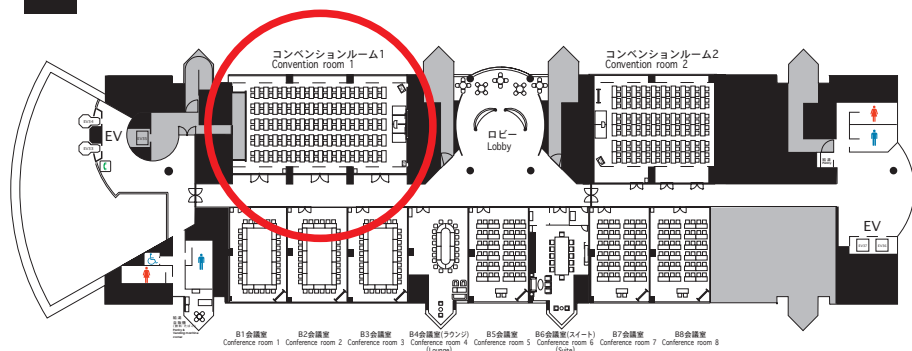 コンベンションルーム1
Convention room 1
コンベンションルーム2
Convention room 2
ロビー
Lobby
EV
EV
B1会議室
Conference room 1
B2会議室
Conference room 2
B3会議室
Conference room 3
B4会議室(ラウンジ)
Conference room 4
(Lounge)
B5会議室
Conference room 5
B6会議室(スイート)
Conference room 6
(Suite)
B7会議室
Conference room 7
B8会議室
Conference room 8